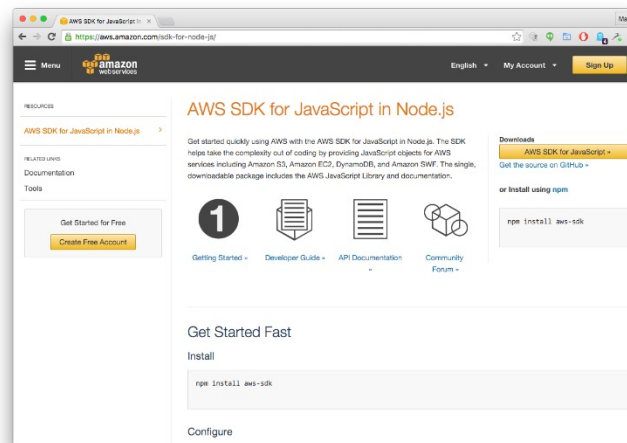 AWS SDK for JavaScript in
Ma
https://aws.amazon.com/sdk-for-node-js/
Menu
amazon
web services
English
My Account
Sign Up
RESOURCES
AWS SDK for JavaScript in Node.js
RELATED LINKS
Documentation
Tools
Get Started for Free
Create Free Account
AWS SDK for JavaScript in Node.js
Get started quickly using AWS with the AWS SDK for JavaScript in Node.js. The SDK
helps take the complexity out of coding by providing JavaScript objects for AWS
services including Amazon S3, Amazon EC2, DynamoDB, and Amazon SWF. The single,
downloadable package includes the AWS JavaScript Library and documentation.
1
Getting Started »
Developer Guide »
API Documentation
»
Community
Forum »
Downloads
AWS SDK for JavaScript »
Get the source on GitHub »
or Install using npm
npm install aws-sdk
Get Started Fast
Install
npm install aws-sdk
Configure